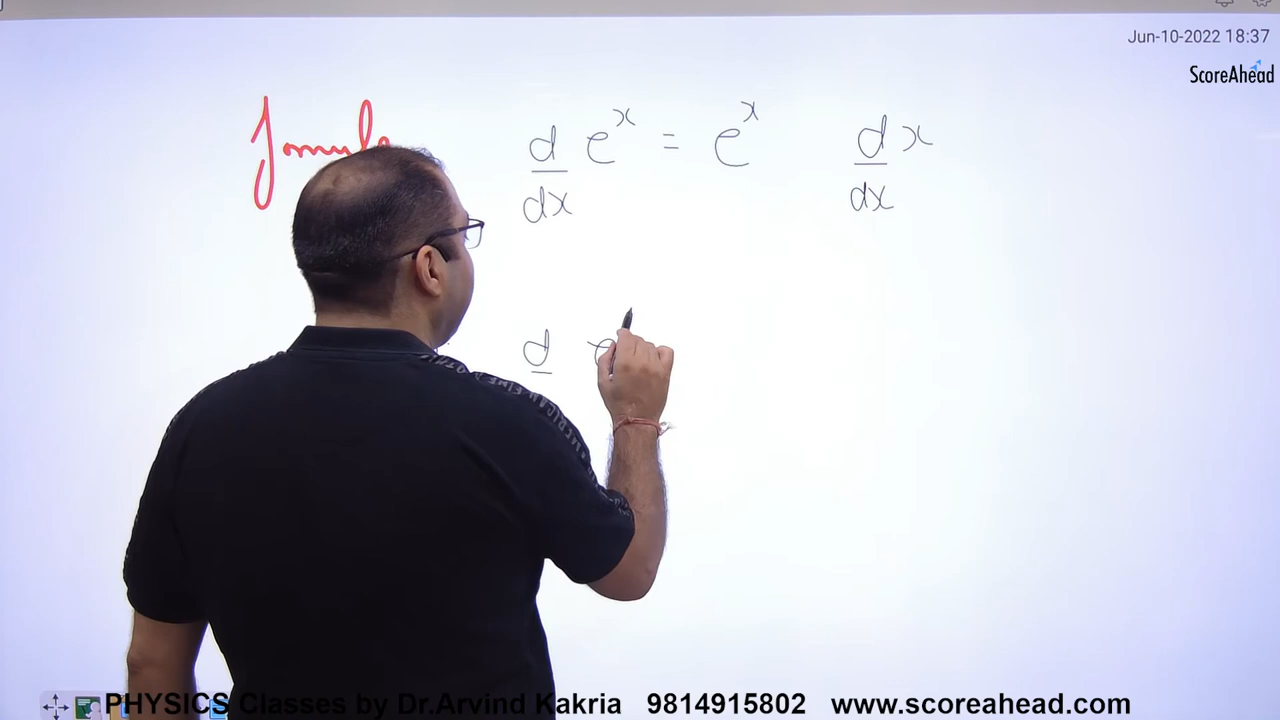 Jun-10-2022 18:37
ScoreAhead
d/dx e^x = e^x d/dx x
d e
PHYSICS Classes by Dr.Arvind Kakria 9814915802 www.scoreahead.com